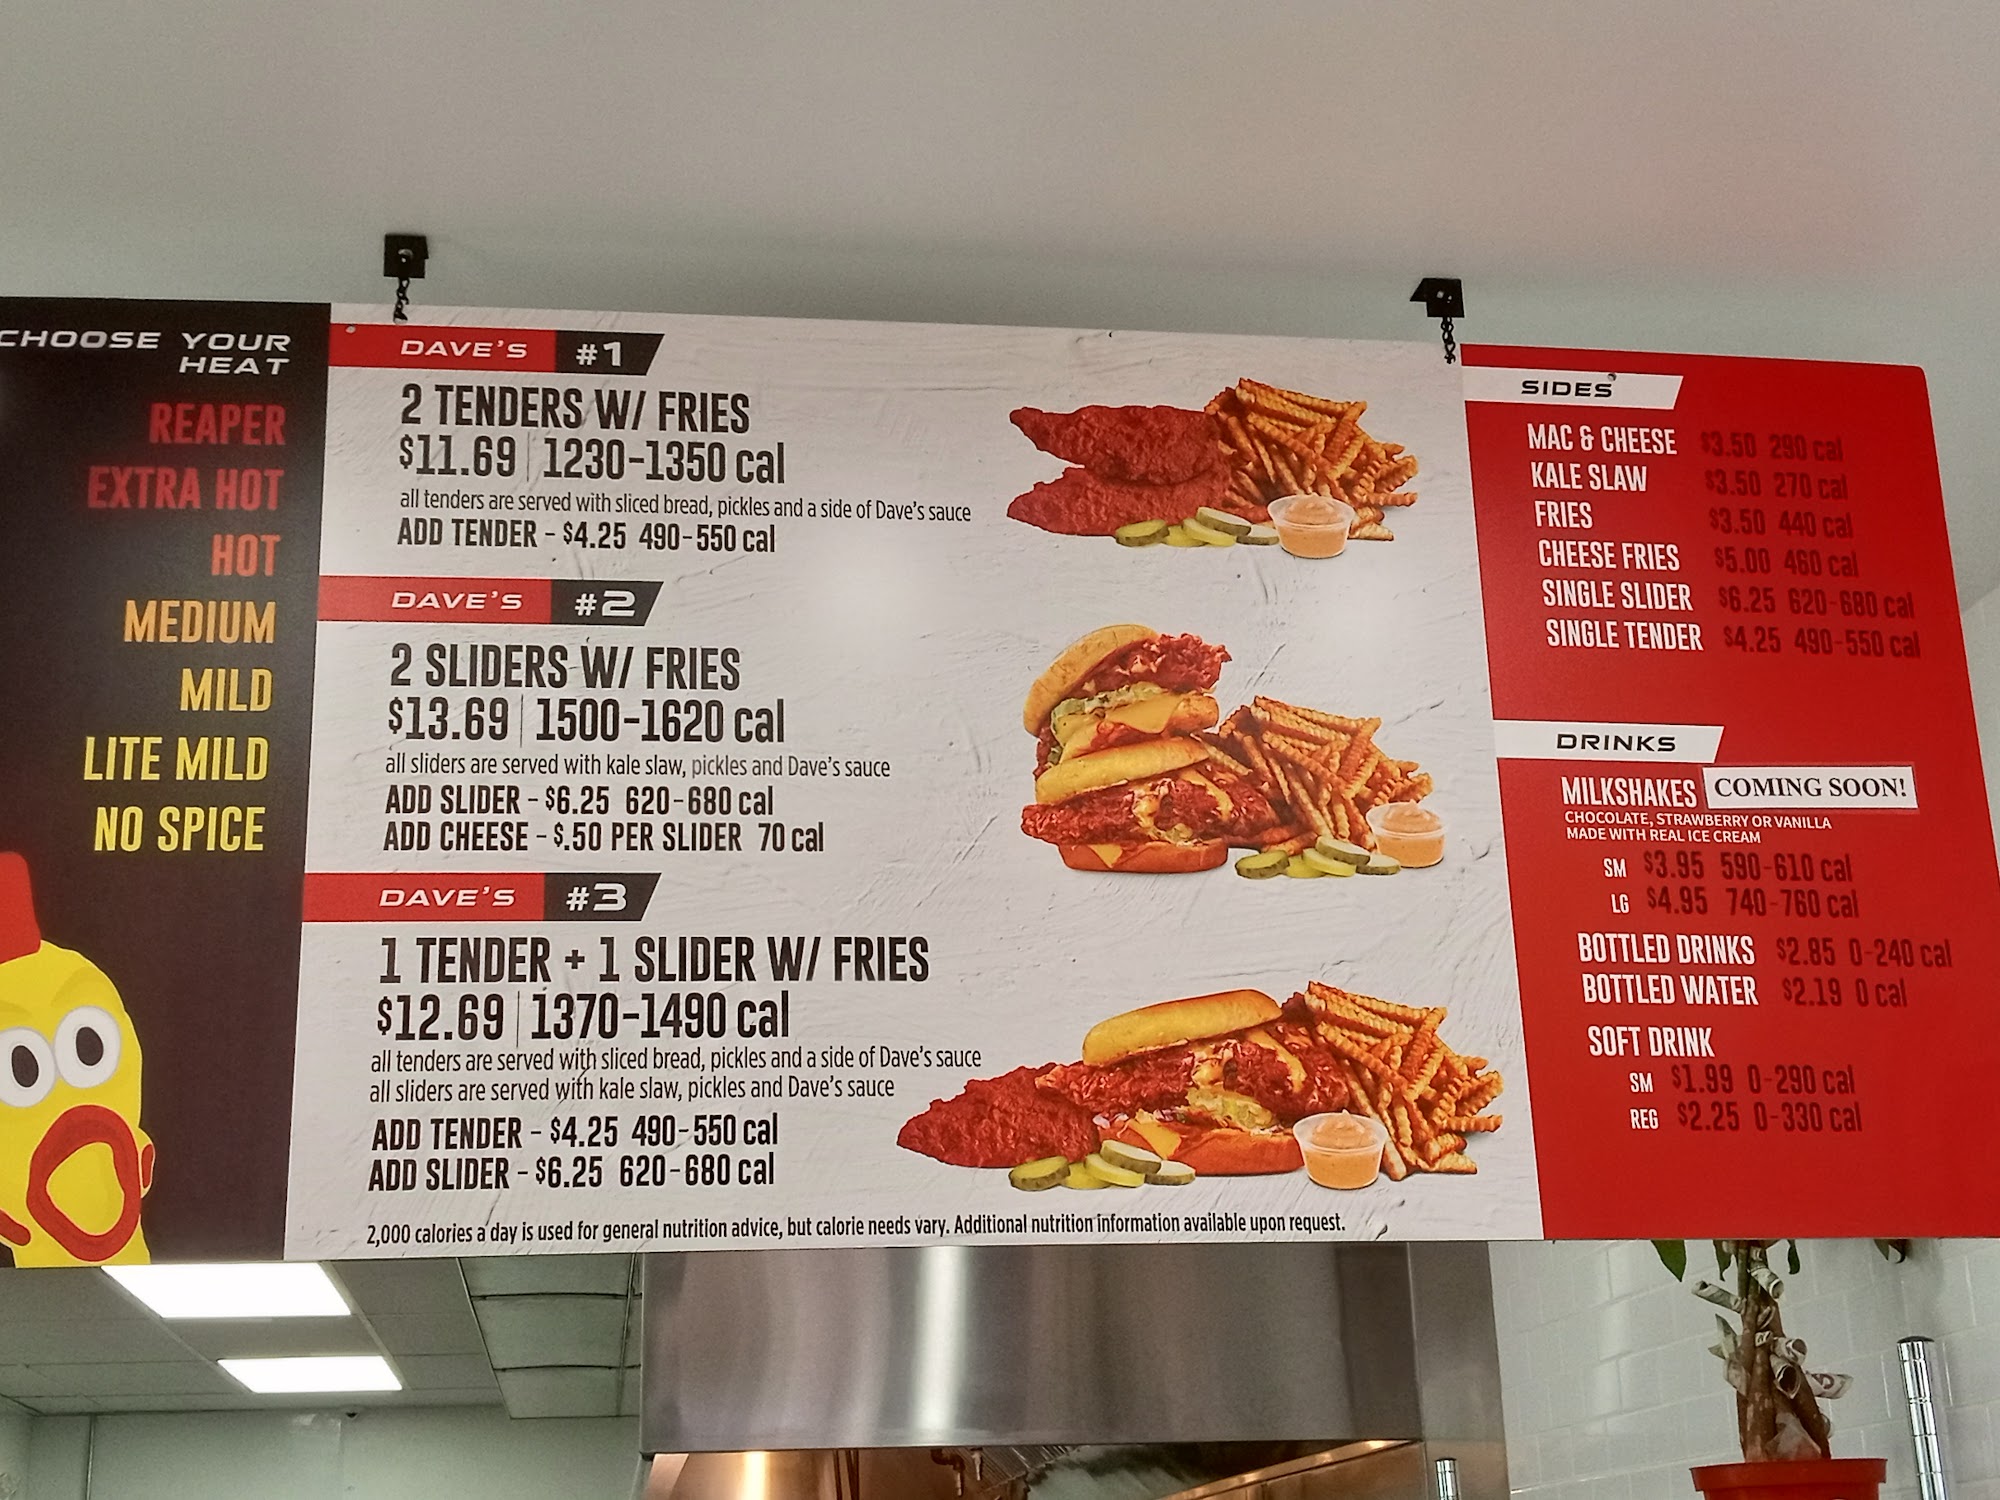 CHOOSE YOUR
HEAT
REAPER
EXTRA HOT
HOT
MEDIUM
MILD
LITE MILD
NO SPICE
DAVE'S #1
2 TENDERS W/ FRIES
$11.69 | 1230-1350 cal
all tenders are served with sliced bread, pickles and a side of Dave's sauce
ADD TENDER - $4.25 490-550 cal
DAVE'S #2
2 SLIDERS W/ FRIES
$13.69 | 1500-1620 cal
all sliders are served with kale slaw, pickles and Dave's sauce
ADD SLIDER - $6.25 620-680 cal
ADD CHEESE - $.50 PER SLIDER 70 cal
DAVE'S #3
1 TENDER + 1 SLIDER W/ FRIES
$12.69 | 1370-1490 cal
all tenders are served with sliced bread, pickles and a side of Dave's sauce
all sliders are served with kale slaw, pickles and Dave's sauce
ADD TENDER - $4.25 490-550 cal
ADD SLIDER - $6.25 620-680 cal
2,000 calories a day is used for general nutrition advice, but calorie needs vary. Additional nutrition information available upon request.
SIDES
MAC & CHEESE $3.50 290 cal
KALE SLAW $3.50 270 cal
FRIES $3.50 440 cal
CHEESE FRIES $5.00 460 cal
SINGLE SLIDER $6.25 620-680 cal
SINGLE TENDER $4.25 490-550 cal
DRINKS
MILKSHAKES COMING SOON!
CHOCOLATE, STRAWBERRY OR VANILLA
MADE WITH REAL ICE CREAM
SM $3.95 590-610 cal
LG $4.95 740-760 cal
BOTTLED DRINKS $2.85 0-240 cal
BOTTLED WATER $2.19 0 cal
SOFT DRINK
SM $1.99 0-290 cal
REG $2.25 0-330 cal